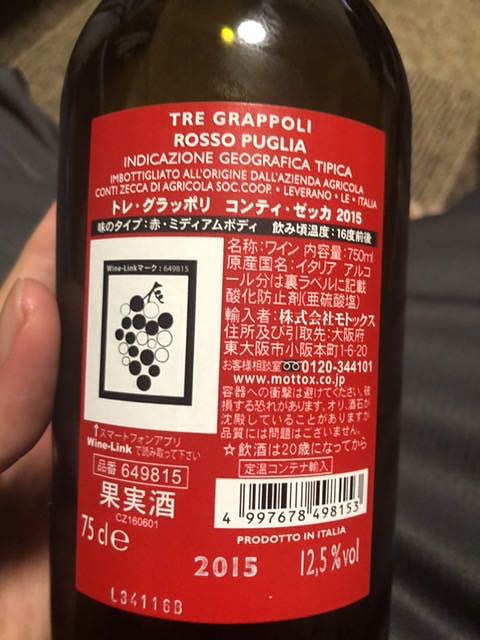 TRE GRAPPOLI
ROSSO PUGLIA
INDICAZIONE GEOGRAFICA TIPICA
IMBOTTIGLIATO ALL'ORIGINE DALL'AZIENDA AGRICOLA
CONTI ZECCA DI AGRICOLA SOC.COOP • LEVERANO • LE • ITALIA
トレ・グラッポリ コンティ・ゼッカ 2015
味のタイプ:赤・ミディアムボディ 飲み頃温度:16度前後
Wine-Linkマーク:649815
↑スマートフォンアプリ
Wine-Link で読み取って下さい
品番 649815
果実酒
CZ160601
75 cl e
名称:ワイン 内容量:750ml
原産国名:イタリア アルコ
ール分は裏ラベルに記載
酸化防止剤(亜硫酸塩)
輸入者:株式会社モトックス
住所及び引取先:大阪府
東大阪市小阪本町1-6-20
お客様相談室 0120-344101
www.mottox.co.jp
容器への衝撃は避けてください。破
損する恐れがあります。オリ、酒石が
沈殿していることがありますが
品質には問題はございません。
☆飲酒は20歳になってから
定温コンテナ輸入
4 997678 498153
PRODOTTO IN ITALIA
2015 12,5%vol
L34116B